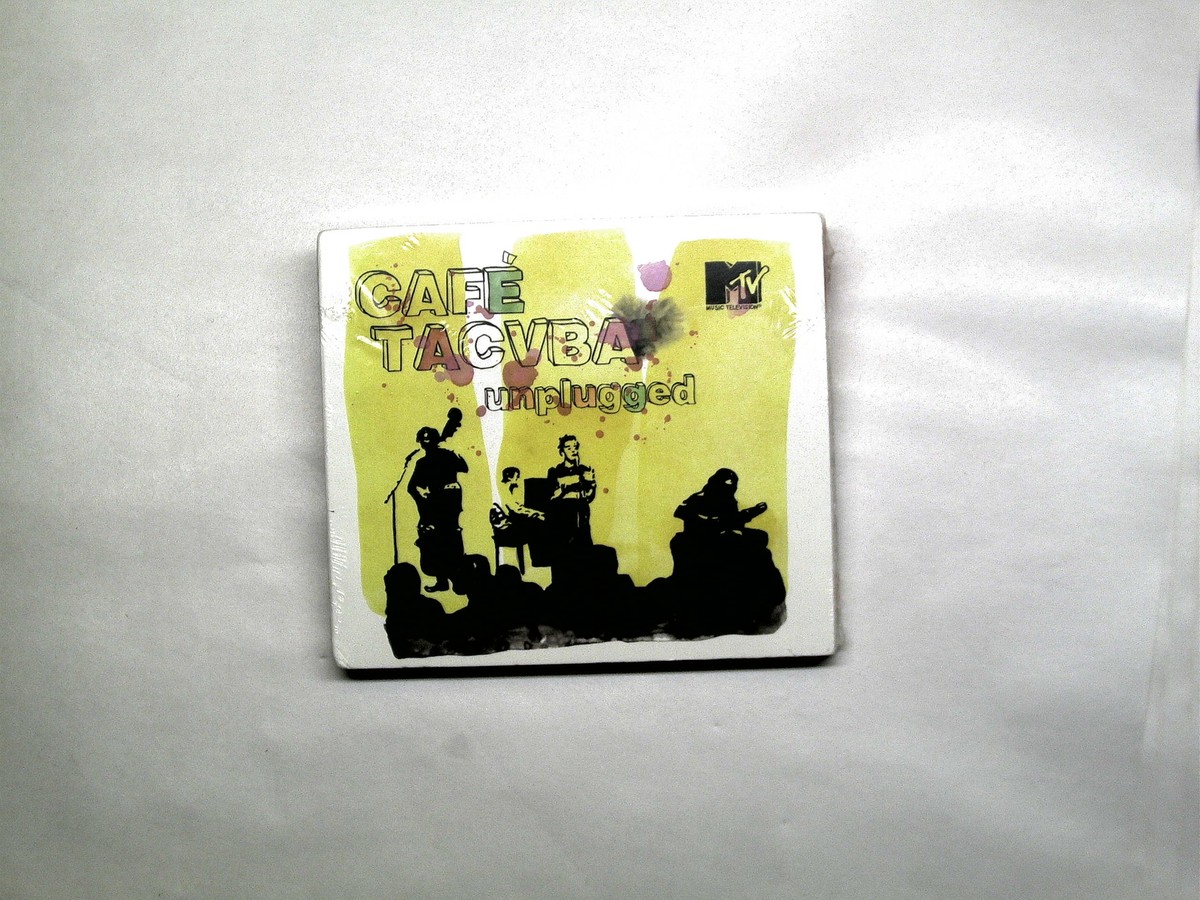 CAFÉ
TACVBA
unplugged
MTV
MUSIC TELEVISION